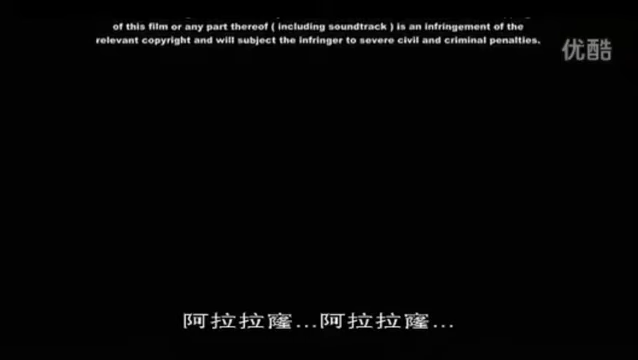 of this film or any part thereof ( including soundtrack ) is an infringement of the
relevant copyright and will subject the infringer to severe civil and criminal penalties.
优酷
阿拉拉窿...阿拉拉窿...